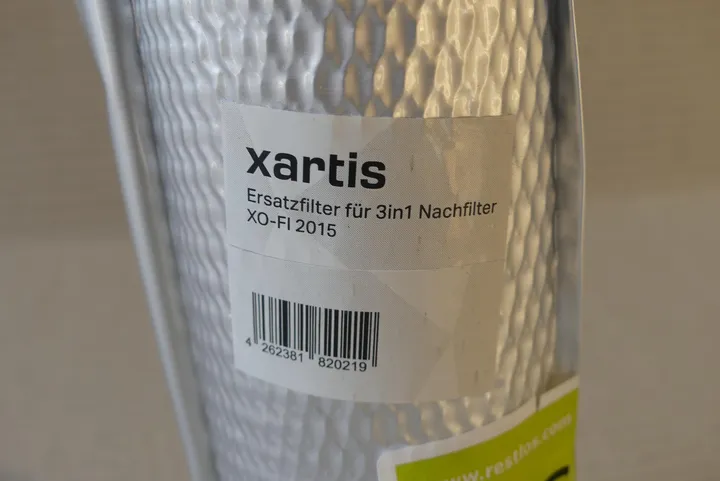 xartis
Ersatzfilter für 3in1 Nachfilter
XO-FI 2015
4 262381 820219
www.restlos.com